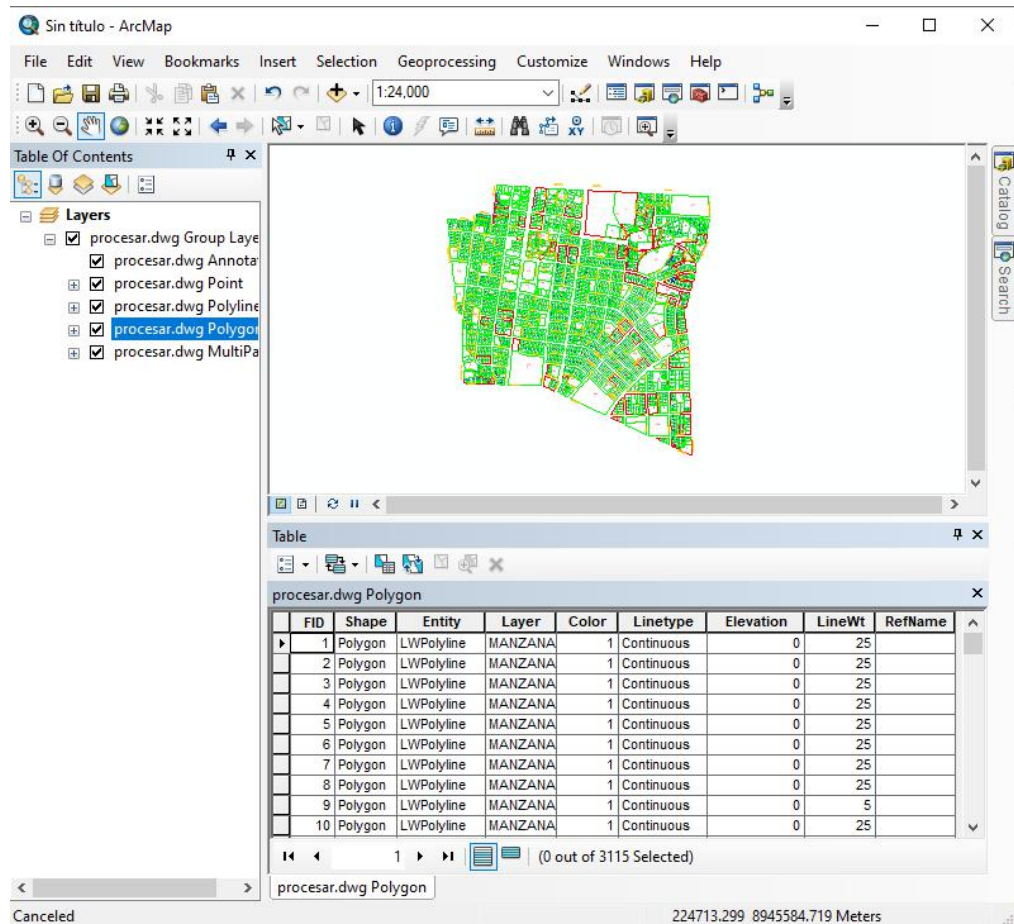 Sin título - ArcMap
File Edit View Bookmarks Insert Selection Geoprocessing Customize Windows Help
1:24,000
Table Of Contents
Layers
procesar.dwg Group Laye
procesar.dwg Annota
procesar.dwg Point
procesar.dwg Polyline
procesar.dwg Polygon
procesar.dwg MultiPa
Catalog
Search
Table
procesar.dwg Polygon
FID Shape Entity Layer Color Linetype Elevation LineWt RefName
1 Polygon LWPolyline MANZANA 1 Continuous 0 25
2 Polygon LWPolyline MANZANA 1 Continuous 0 25
3 Polygon LWPolyline MANZANA 1 Continuous 0 25
4 Polygon LWPolyline MANZANA 1 Continuous 0 25
5 Polygon LWPolyline MANZANA 1 Continuous 0 25
6 Polygon LWPolyline MANZANA 1 Continuous 0 25
7 Polygon LWPolyline MANZANA 1 Continuous 0 25
8 Polygon LWPolyline MANZANA 1 Continuous 0 25
9 Polygon LWPolyline MANZANA 1 Continuous 0 5
10 Polygon LWPolyline MANZANA 1 Continuous 0 25
1 (0 out of 3115 Selected)
procesar.dwg Polygon
Canceled 224713.299 8945584.719 Meters